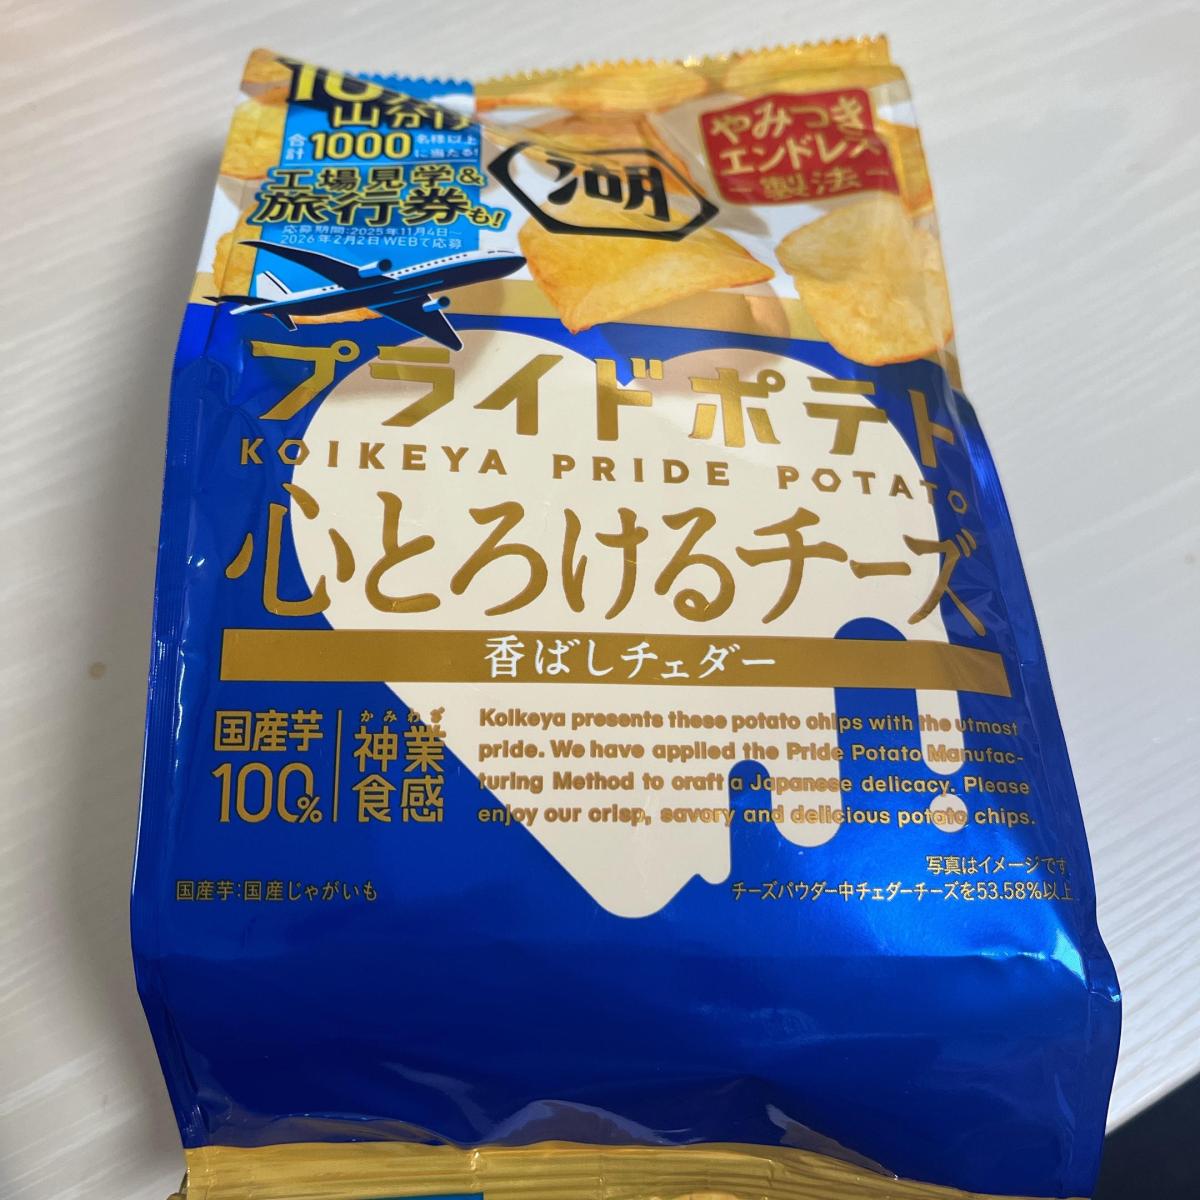 山分け
合計1000名様以上に当たる!
工場見学&
旅行券も!
応募期間:2025年11月4日~
2026年2月2日 WEBで応募
湖
やみつき
エンドレス
-製法-
プライドポテト
KOIKEYA PRIDE POTATO
心とろけるチーズ
香ばしチェダー
国産芋
100%
かみわざ
神業
食感
Koikeya presents these potato chips with the utmost
pride. We have applied the Pride Potato Manufac-
turing Method to craft a Japanese delicacy. Please
enjoy our crisp, savory and delicious potato chips.
写真はイメージです
国産芋:国産じゃがいも
チーズパウダー中チェダーチーズを53.58%以上